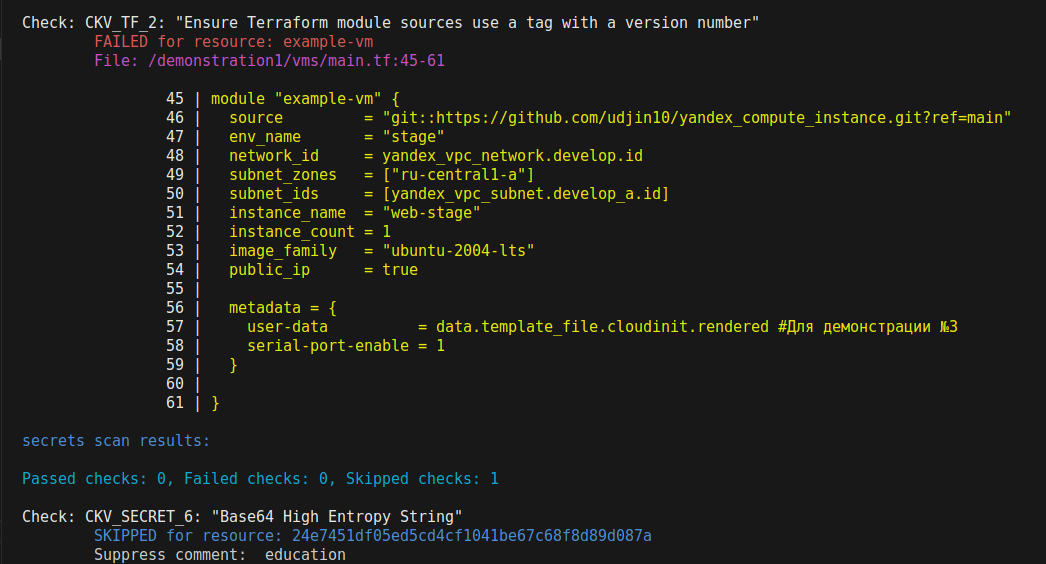 Check: CKV_TF_2: "Ensure Terraform module sources use a tag with a version number"
FAILED for resource: example-vm
File: /demonstration1/vms/main.tf:45-61
45 | module "example-vm" {
46 |   source         = "git::https://github.com/udjin10/yandex_compute_instance.git?ref=main"
47 |   env_name       = "stage"
48 |   network_id     = yandex_vpc_network.develop.id
49 |   subnet_zones   = ["ru-central1-a"]
50 |   subnet_ids     = [yandex_vpc_subnet.develop_a.id]
51 |   instance_name  = "web-stage"
52 |   instance_count = 1
53 |   image_family   = "ubuntu-2004-lts"
54 |   public_ip      = true
55 |
56 |   metadata = {
57 |     user-data          = data.template_file.cloudinit.rendered #Для демонстрации №3
58 |     serial-port-enable = 1
59 |   }
60 |
61 | }
secrets scan results:
Passed checks: 0, Failed checks: 0, Skipped checks: 1
Check: CKV_SECRET_6: "Base64 High Entropy String"
SKIPPED for resource: 24e7451df05ed5cd4cf1041be67c68f8d89d087a
Suppress comment:  education